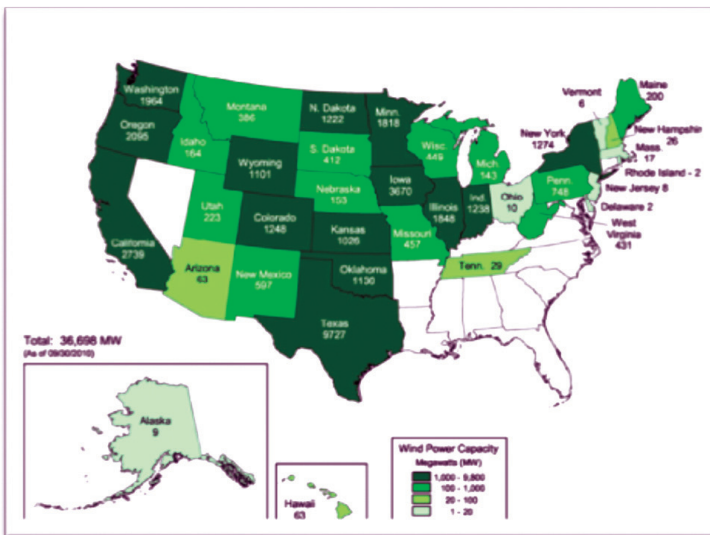 Washington
1964
Oregon
2095
California
2739
Idaho
164
Montana
386
Wyoming
1101
Utah
223
Colorado
1248
Arizona
63
New Mexico
597
N. Dakota
1222
S. Dakota
412
Nebraska
Kansas
1026
Oklahoma
1130
Texas
9727
Minn.
1818
Iowa
3670
Missouri
457
Wisc.
449
Illinois
1848
Mich.
143
Ind.
1238
Ohio
10
Tenn. 29
Vermont
6
Maine
200
New York
1274
New Hampshire
26
Mass.
17
Rhode Island - 2
Penn.
748
New Jersey 8
Delaware 2
West
Virginia
431
Total: 36,698 MW
(As of 09/30/2010)
Alaska
9
Hawaii
63
Wind Power Capacity
Megawatts (MW)
1,000 - 9,800
100 - 1,000
20 - 100
1 - 20